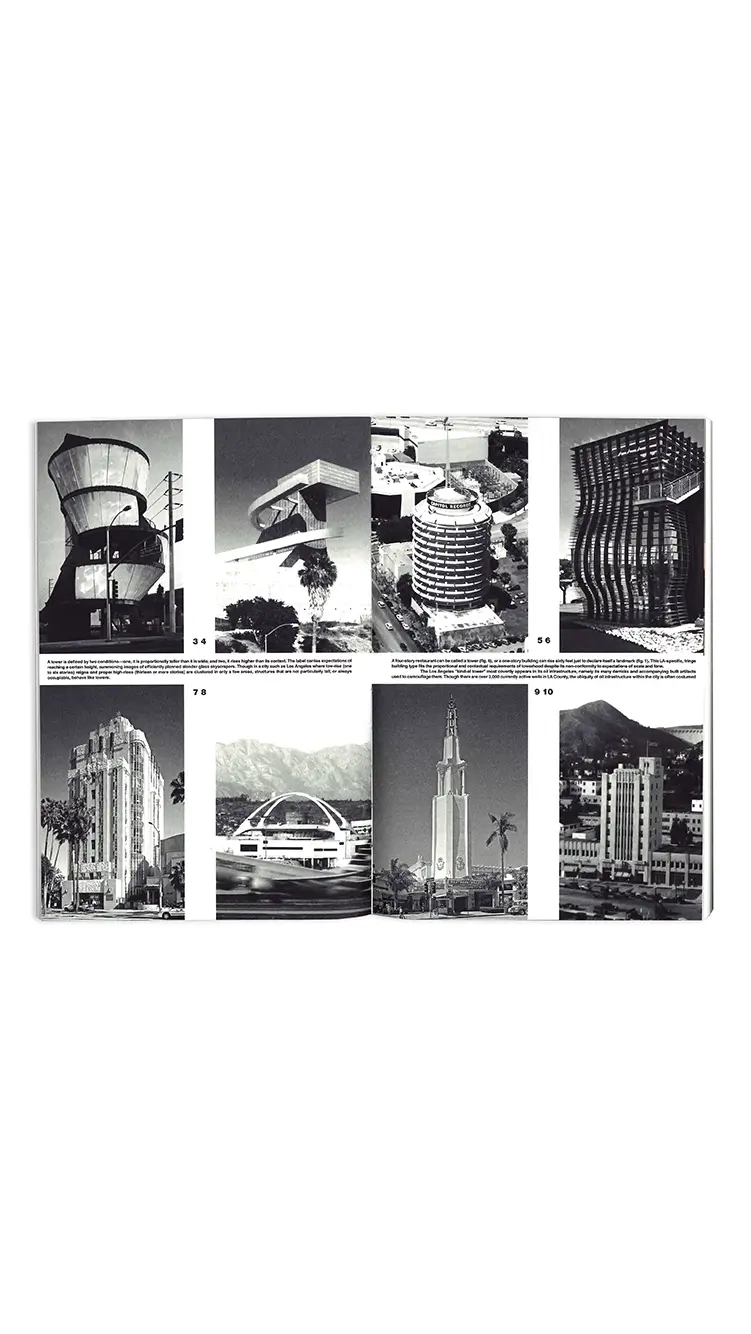 CAPITOL RECORDS
3 4
5 6
A tower is defined by two conditions—one, it is proportionally taller than it is wide; and two, it rises higher than its context. The label carries expectations of
reaching a certain height, summoning images of efficiently planned slender glass skyscrapers. Though in a city such as Los Angeles where low-rise (one
to six stories) reigns and proper high-rises (thirteen or more stories) are clustered in only a few areas, structures that are not particularly tall, or always
occupiable, behave like towers.
A four-story restaurant can be called a tower (fig. 6), or a one-story building can rise sixty feet just to declare itself a landmark (fig. 1). This LA-specific, fringe
building type fits the proportional and contextual requirements of towerhood despite its non-conformity to expectations of scale and form.
The Los Angeles "kind-of tower" most covertly appears in its oil infrastructure, namely its many derricks and accompanying bulk artifacts
used to camouflage them. Though there are over 3,000 currently active wells in LA County, the ubiquity of oil infrastructure within the city is often costumed
7 8
9 10